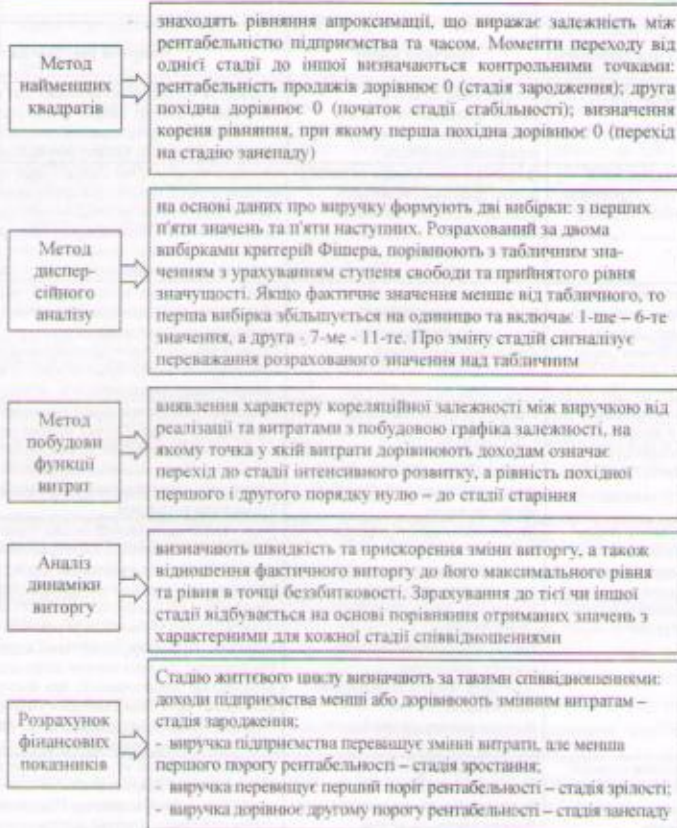 Метод
найменших
квадратів
знаходять рівняння апроксимації, що виражає залежність між
рентабельністю підприємства та часом. Моменти переходу від
однієї стадії до іншої визначаються контрольними точками:
рентабельність продажів дорівнює 0 (стадія зародження); друга
похідна дорівнює 0 (початок стадії стабільності); визначення
кореня рівняння, при якому перша похідна дорівнює 0 (перехід
на стадію занепаду)
Метод
диспер-
сійного
аналізу
на основі даних про виручку формують дві вибірки: з перших
п'яти значень та п'яти наступних. Розрахований за двома
вибірками критерій Фішера, порівнюють з табличним зна-
ченням з урахуванням ступеня свободи та прийнятого рівня
значущості. Якщо фактичне значення менше від табличного, то
перша вибірка збільшується на одиницю та включає 1-ше – 6-те
значення, а друга - 7-ме - 11-те. Про зміну стадій сигналізує
переважання розрахованого значення над табличним
Метод
побудови
функції
витрат
виявлення характеру кореляційної залежності між виручкою від
реалізації та витратами з побудовою графіка залежності, на
якому точка у якій витрати дорівнюють доходам означає
перехід до стадії інтенсивного розвитку, а рівність похідної
першого і другого порядку нулю – до стадії старіння
Аналіз
динаміки
виторгу
визначають швидкість та прискорення зміни виторгу, а також
відношення фактичного виторгу до його максимального рівня
та рівня в точці беззбитковості. Зарахування до тієї чи іншої
стадії відбувається на основі порівняння отриманих значень з
характерними для кожної стадії співвідношеннями
Розрахунок
фінансових
показників
Стадію життєвого циклу визначають за такими співвідношеннями:
доходи підприємства менші або дорівнюють змінним витратам –
стадія зародження;
- виручка підприємства перевищує змінні витрати, але менша
першого порогу рентабельності – стадія зростання;
- виручка перевищує перший поріг рентабельності – стадія зрілості;
- виручка дорівнює другому порогу рентабельності – стадія занепаду